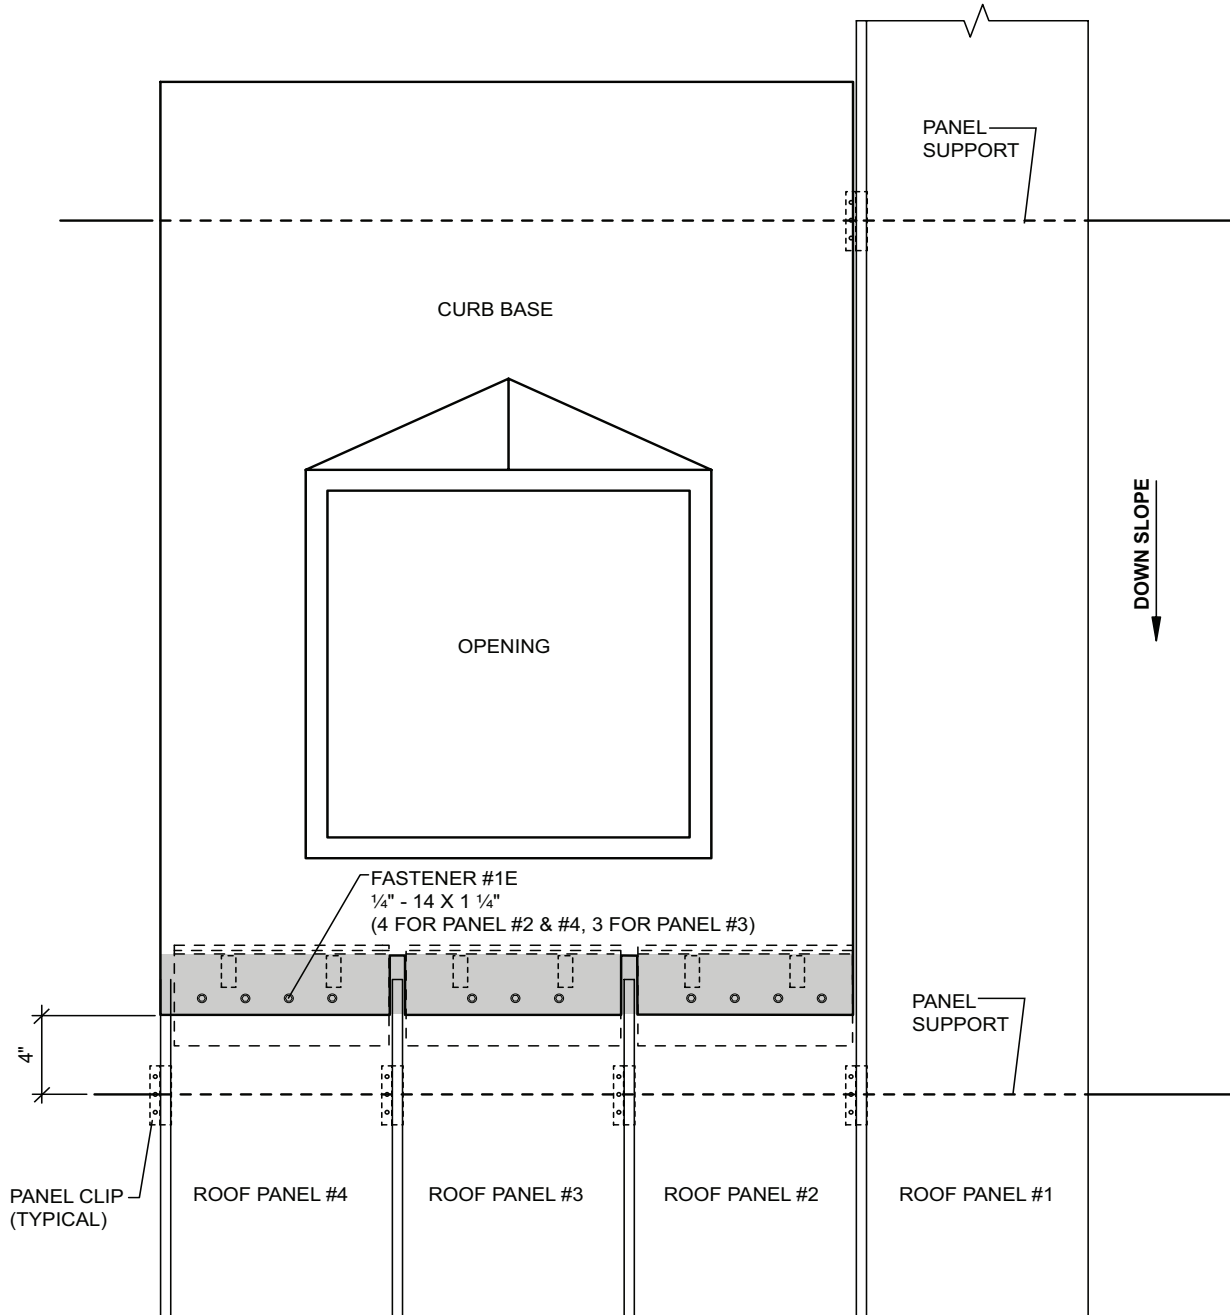 PANEL
SUPPORT
CURB BASE
DOWN SLOPE
OPENING
FASTENER #1E
¼" - 14 X 1 ¼"
(4 FOR PANEL #2 & #4, 3 FOR PANEL #3)
PANEL
SUPPORT
4"
PANEL CLIP
(TYPICAL)
ROOF PANEL #4
ROOF PANEL #3
ROOF PANEL #2
ROOF PANEL #1